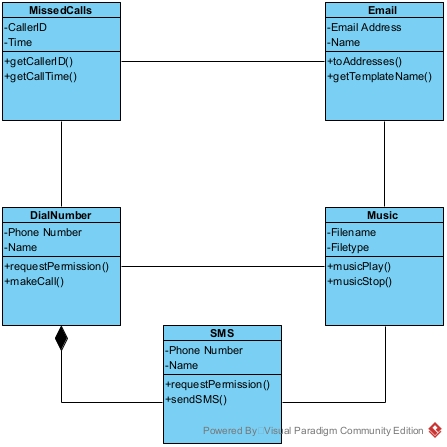 MissedCalls
-CallerID
-Time
+getCallerID()
+getCallTime()
Email
-Email Address
-Name
+toAddresses()
+getTemplateName()
DialNumber
-Phone Number
-Name
+requestPermission()
+makeCall()
Music
-Filename
-Filetype
+musicPlay()
+musicStop()
SMS
-Phone Number
-Name
+requestPermission()
+sendSMS()
Powered By: Visual Paradigm Community Edition